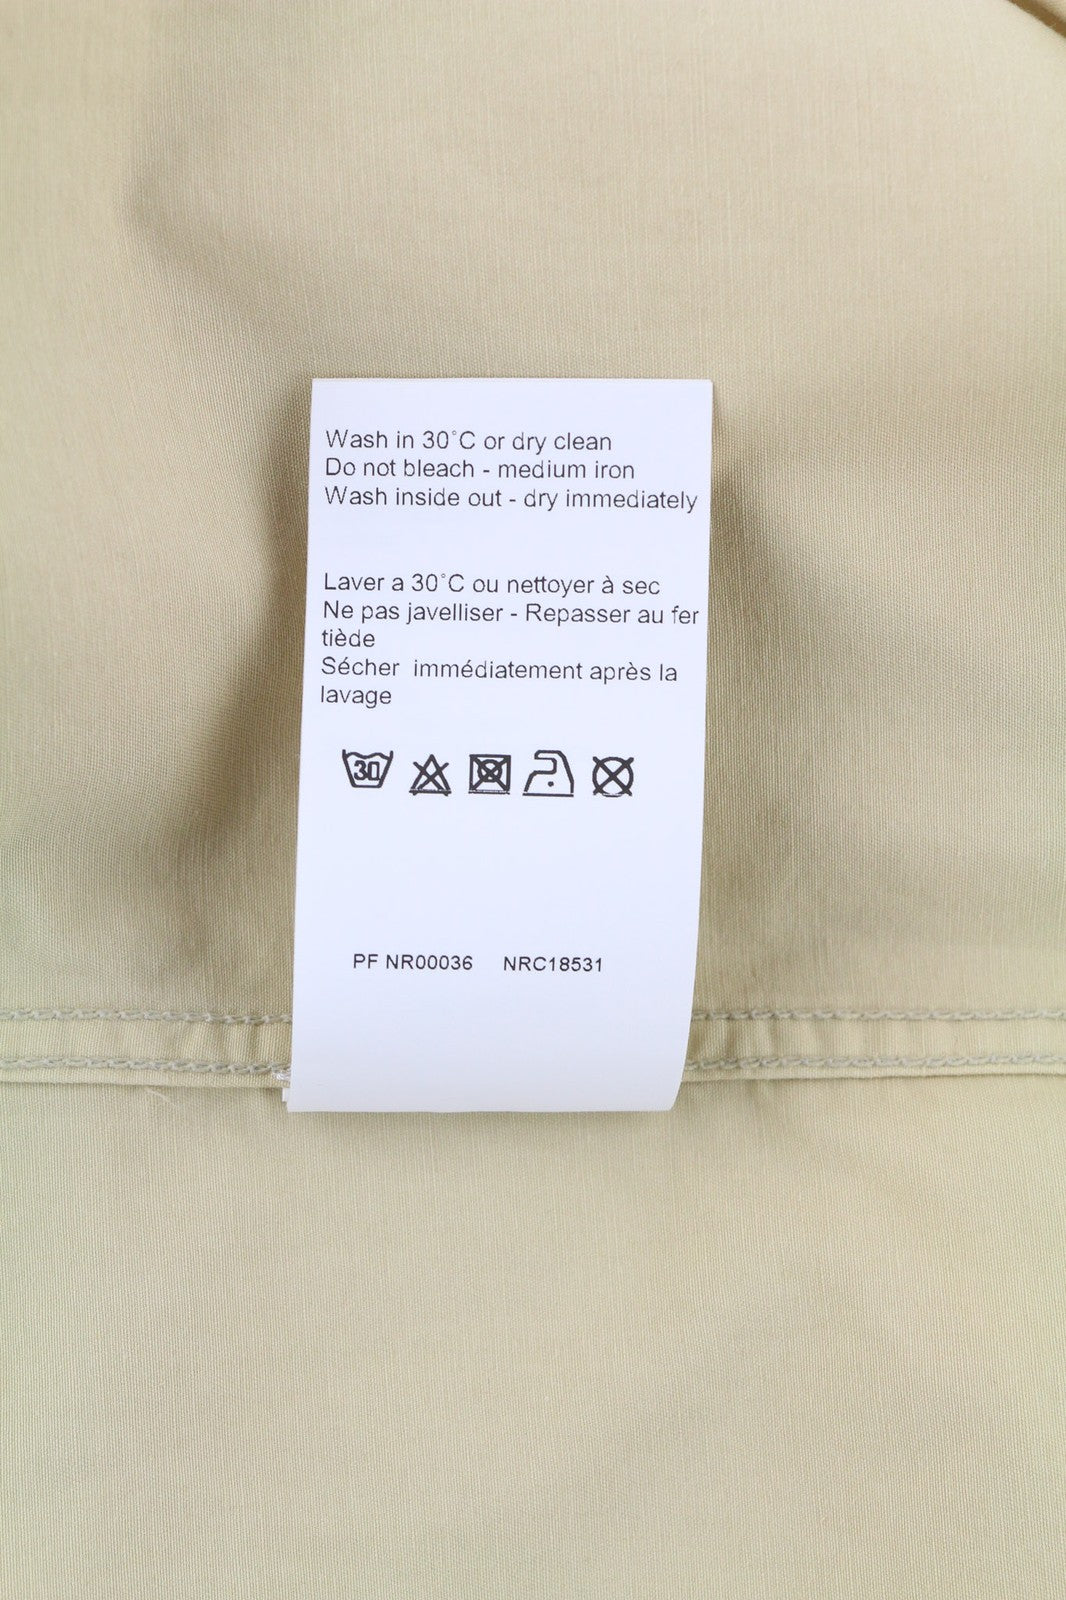 Wash in 30°C or dry clean
Do not bleach - medium iron
Wash inside out - dry immediately
Laver a 30°C ou nettoyer à sec
Ne pas javelliser - Repasser au fer
tiède
Sécher immédiatement après la
lavage
30
PF NR00036 NRC18531